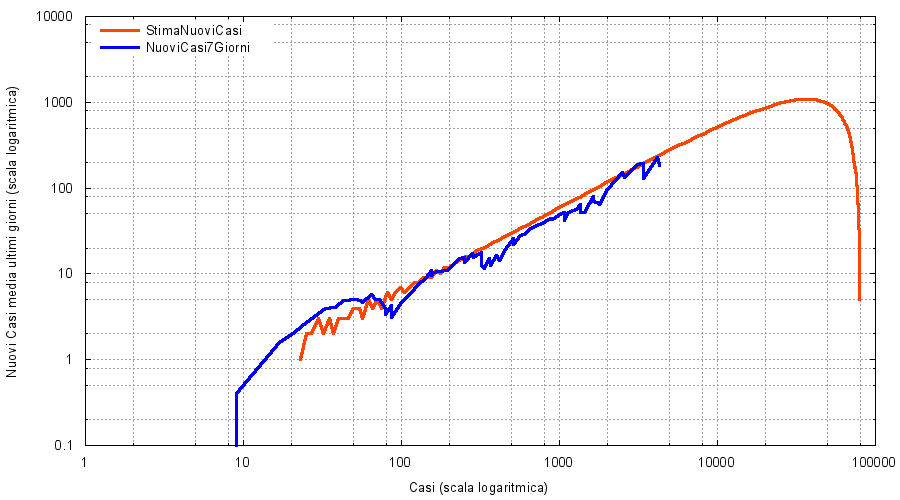 10000
1000
100
10
1
0.1
StimaNuoviCasi
NuoviCasi7Giorni
Nuovi Casi media ultimi giorni (scala logaritmica)
1 10 100 1000 10000 100000
Casi (scala logaritmica)